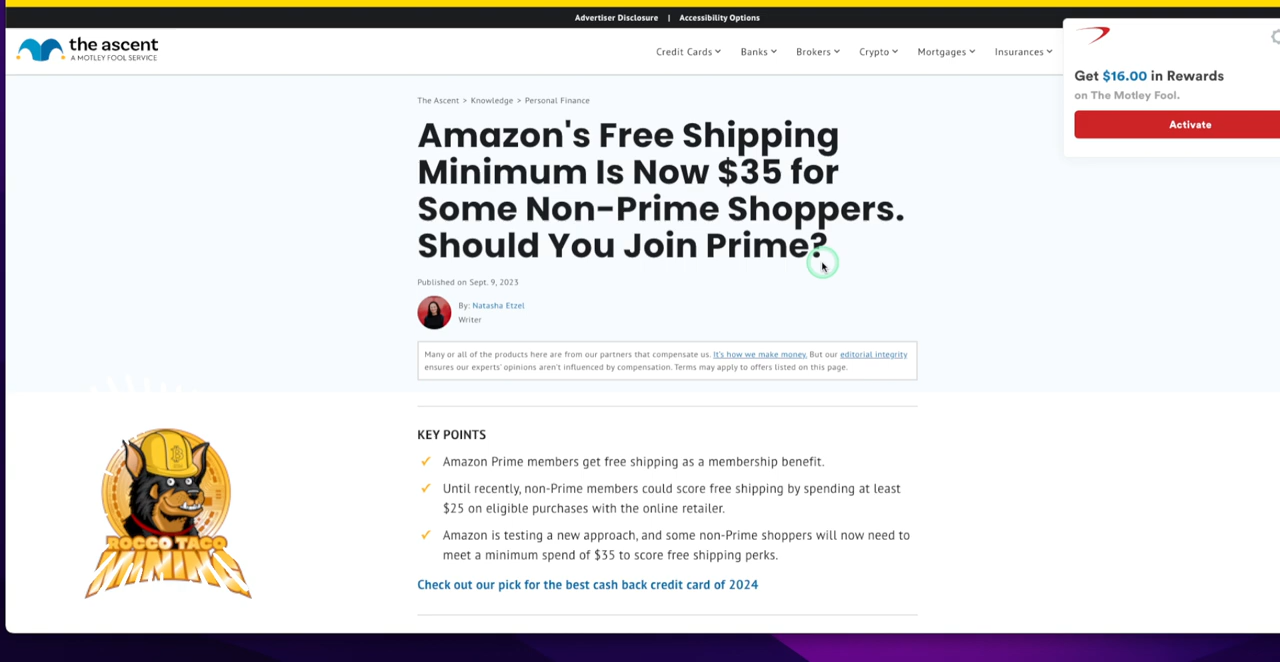 Advertiser Disclosure | Accessibility Options
the ascent
A MOTLEY FOOL SERVICE
Credit Cards Banks Brokers Crypto Mortgages Insurances
Get $16.00 in Rewards
on The Motley Fool.
Activate
The Ascent > Knowledge > Personal Finance
Amazon's Free Shipping
Minimum Is Now $35 for
Some Non-Prime Shoppers.
Should You Join Prime?
Published on Sept. 9, 2023
By: Natasha Etzel
Writer
Many or all of the products here are from our partners that compensate us. It's how we make money. But our editorial integrity
ensures our experts' opinions aren't influenced by compensation. Terms may apply to offers listed on this page.
KEY POINTS
Amazon Prime members get free shipping as a membership benefit.
Until recently, non-Prime members could score free shipping by spending at least
$25 on eligible purchases with the online retailer.
Amazon is testing a new approach, and some non-Prime shoppers will now need to
meet a minimum spend of $35 to score free shipping perks.
Check out our pick for the best cash back credit card of 2024
ROCCO TACO
MINING